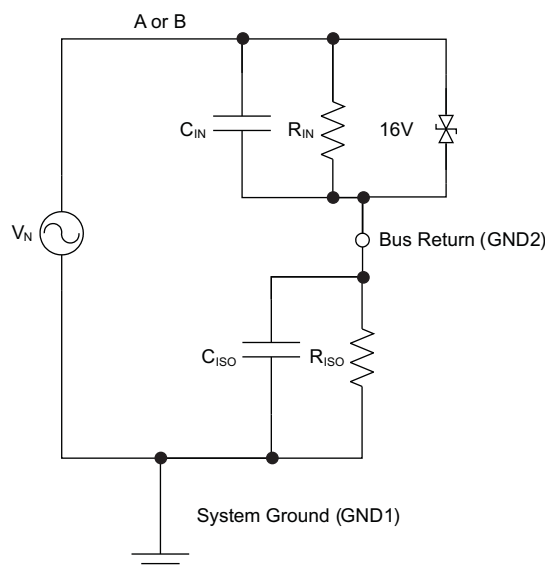 A or B
C_IN
R_IN
16V
V_N
Bus Return (GND2)
C_ISO
R_ISO
System Ground (GND1)